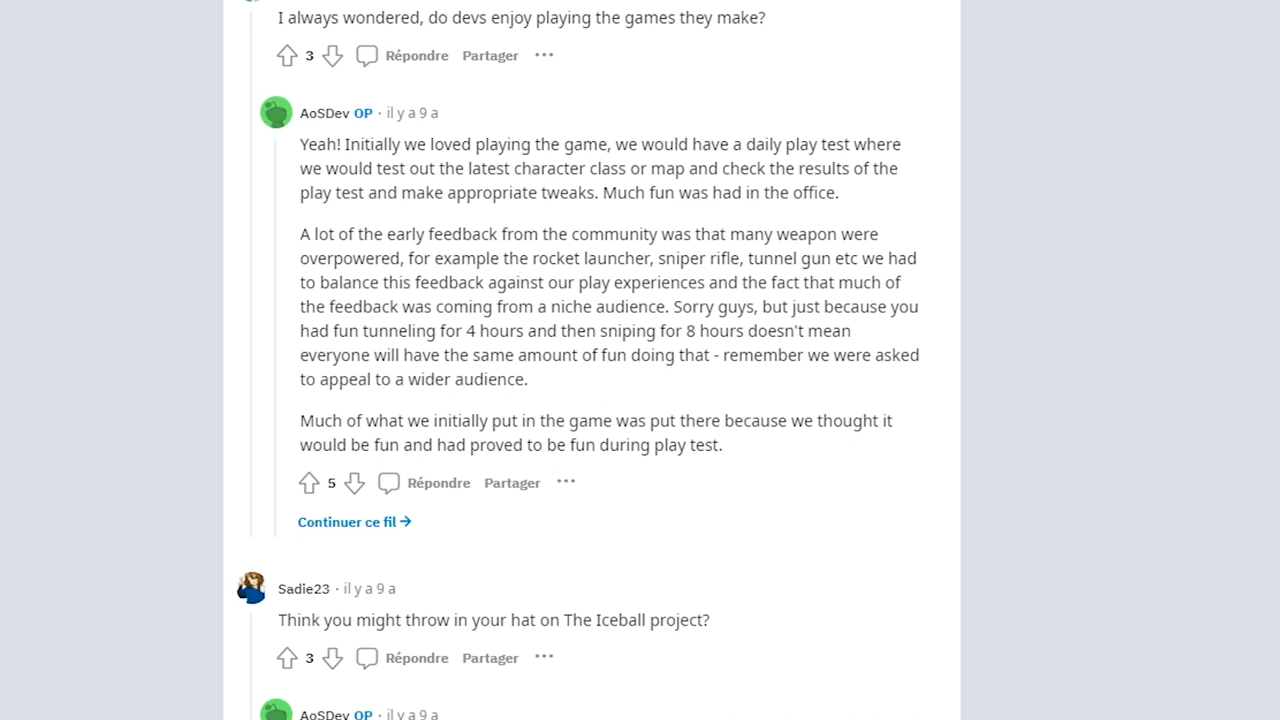 I always wondered, do devs enjoy playing the games they make?
3 Répondre Partager ···
AoSDev OP · il y a 9 a
Yeah! Initially we loved playing the game, we would have a daily play test where
we would test out the latest character class or map and check the results of the
play test and make appropriate tweaks. Much fun was had in the office.
A lot of the early feedback from the community was that many weapon were
overpowered, for example the rocket launcher, sniper rifle, tunnel gun etc we had
to balance this feedback against our play experiences and the fact that much of
the feedback was coming from a niche audience. Sorry guys, but just because you
had fun tunneling for 4 hours and then sniping for 8 hours doesn't mean
everyone will have the same amount of fun doing that - remember we were asked
to appeal to a wider audience.
Much of what we initially put in the game was put there because we thought it
would be fun and had proved to be fun during play test.
5 Répondre Partager ···
Continuer ce fil →
Sadie23 · il y a 9 a
Think you might throw in your hat on The Iceball project?
3 Répondre Partager ···
AoSDev OP · il y a 9 a